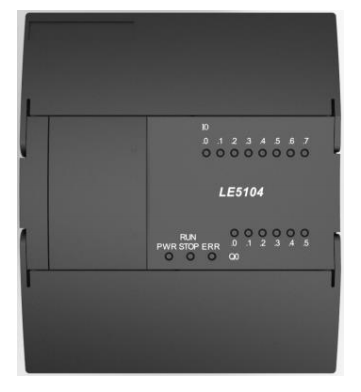 I0
.0 .1 .2 .3 .4 .5 .6 .7
LE5104
RUN
PWR STOP ERR
.0 .1 .2 .3 .4 .5
Q0